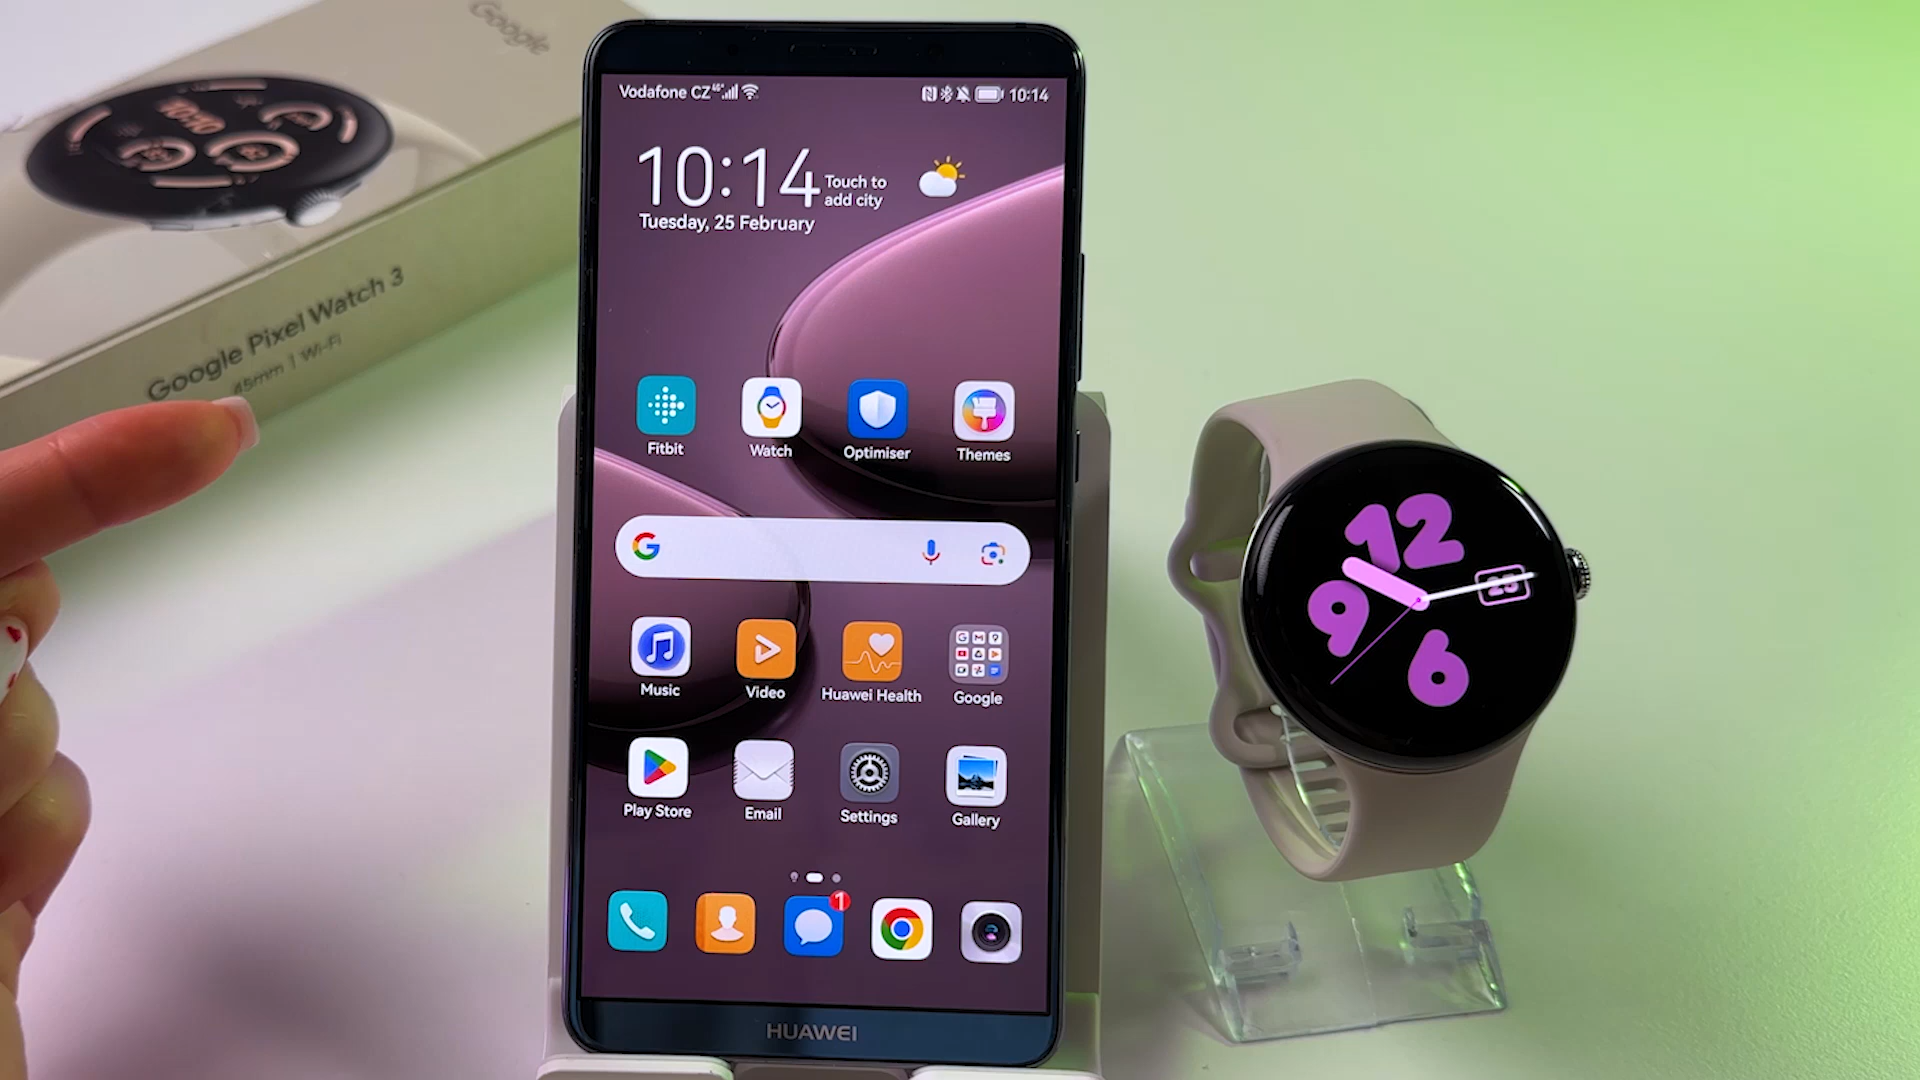 Google
10:10
Google Pixel Watch 3
45mm | Wi-Fi
Vodafone CZ 10:14
10:14 Touch to
add city
Tuesday, 25 February
Fitbit Watch Optimiser Themes
G
Music Video Huawei Health Google
Play Store Email Settings Gallery
1
HUAWEI
12
9 25
6